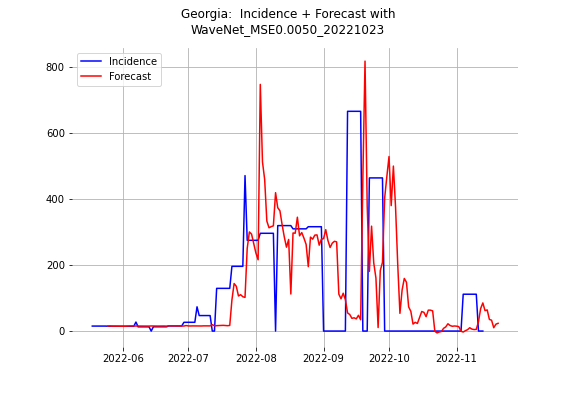 Georgia:  Incidence + Forecast with
WaveNet_MSE0.0050_20221023
Incidence
Forecast
800
600
400
200
0
2022-06 2022-07 2022-08 2022-09 2022-10 2022-11